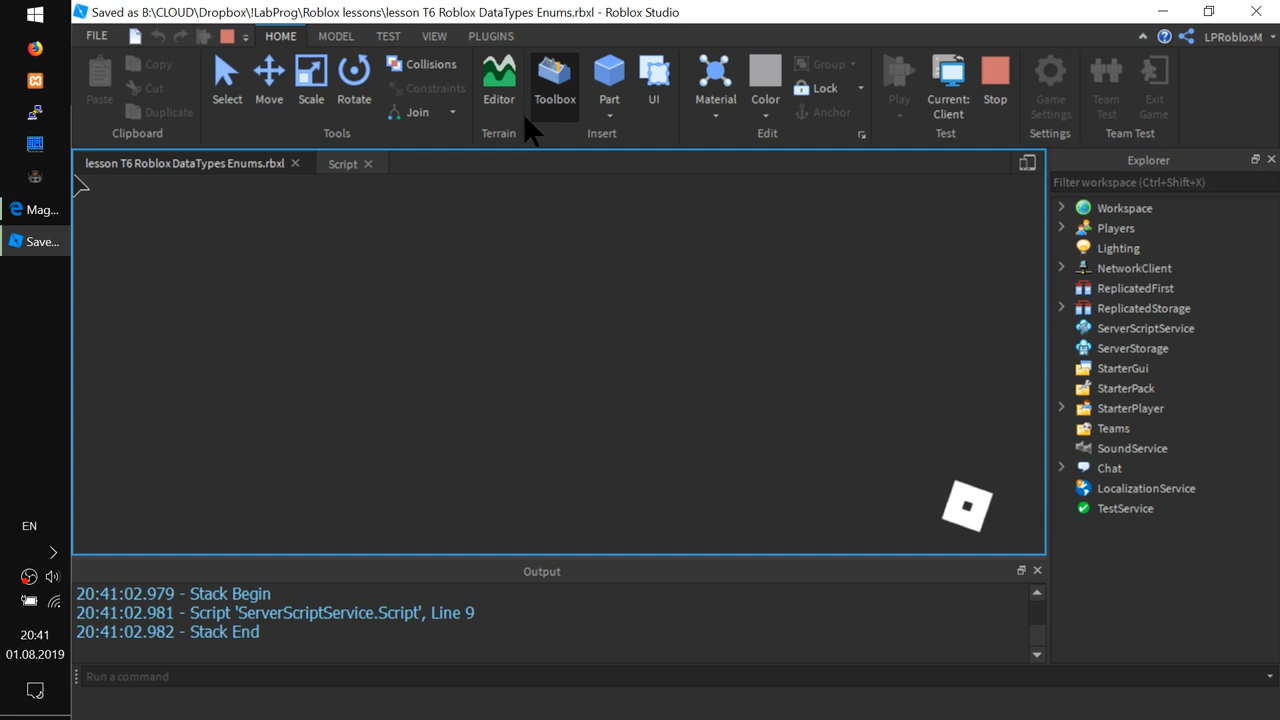 Saved as B:\CLOUD\Dropbox\!LabProg\Roblox lessons\lesson T6 Roblox DataTypes Enums.rbxl - Roblox Studio
FILE HOME MODEL TEST VIEW PLUGINS LPRobloxM
Paste
Copy
Cut
Duplicate
Clipboard
Select
Move
Scale
Rotate
Collisions
Constraints
Join
Tools
Editor
Terrain
Toolbox
Part
UI
Insert
Material
Color
Group
Lock
Anchor
Edit
Play
Current:
Client
Stop
Test
Game
Settings
Settings
Team
Test
Exit
Game
Team Test
Mag...
Save...
lesson T6 Roblox DataTypes Enums.rbxl
Script
Explorer
Filter workspace (Ctrl+Shift+X)
Workspace
Players
Lighting
NetworkClient
ReplicatedFirst
ReplicatedStorage
ServerScriptService
ServerStorage
StarterGui
StarterPack
StarterPlayer
Teams
SoundService
Chat
LocalizationService
TestService
Output
20:41:02.979 - Stack Begin
20:41:02.981 - Script 'ServerScriptService.Script', Line 9
20:41:02.982 - Stack End
Run a command
EN
20:41
01.08.2019